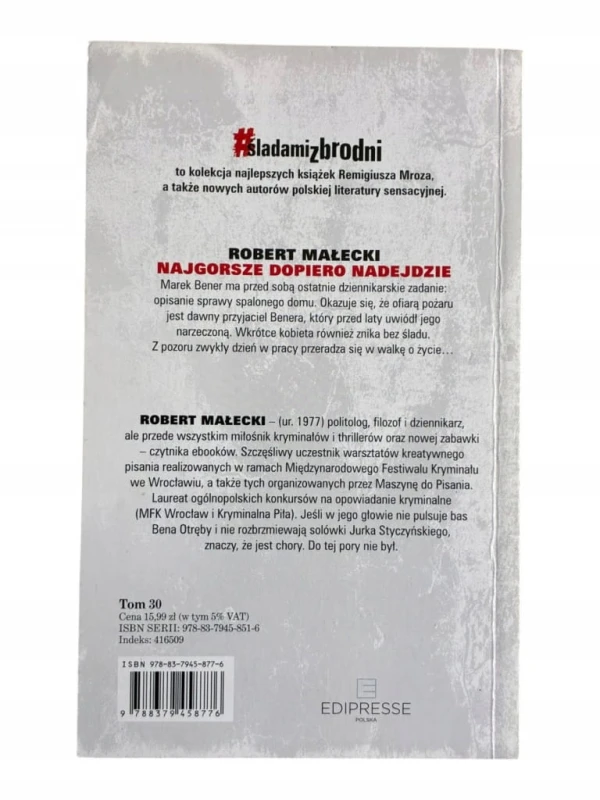 #śladamizbrodni
to kolekcja najlepszych książek Remigiusza Mroza,
a także nowych autorów polskiej literatury sensacyjnej.
ROBERT MAŁECKI
NAJGORSZE DOPIERO NADEJDZIE
Marek Bener ma przed sobą ostatnie dziennikarskie zadanie:
opisanie sprawy spalonego domu. Okazuje się, że ofiarą pożaru
jest dawny przyjaciel Benera, który przed laty uwiódł jego
narzeczoną. Wkrótce kobieta również znika bez śladu.
Z pozoru zwykły dzień w pracy przeradza się w walkę o życie...
ROBERT MAŁECKI – (ur. 1977) politolog, filozof i dziennikarz,
ale przede wszystkim miłośnik kryminałów i thrillerów oraz nowej zabawki
– czytnika ebooków. Szczęśliwy uczestnik warsztatów kreatywnego
pisania realizowanych w ramach Międzynarodowego Festiwalu Kryminału
we Wrocławiu, a także tych organizowanych przez Maszynę do Pisania.
Laureat ogólnopolskich konkursów na opowiadanie kryminalne
(MFK Wrocław i Kryminalna Piła). Jeśli w jego głowie nie pulsuje bas
Bena Otręby i nie rozbrzmiewają solówki Jurka Styczyńskiego,
znaczy, że jest chory. Do tej pory nie był.
Tom 30
Cena 15,99 zł (w tym 5% VAT)
ISBN SERII: 978-83-7945-851-6
Indeks: 416509
ISBN 978-83-7945-877-6
9 788379 458776
EDIPRESSE
POLSKA